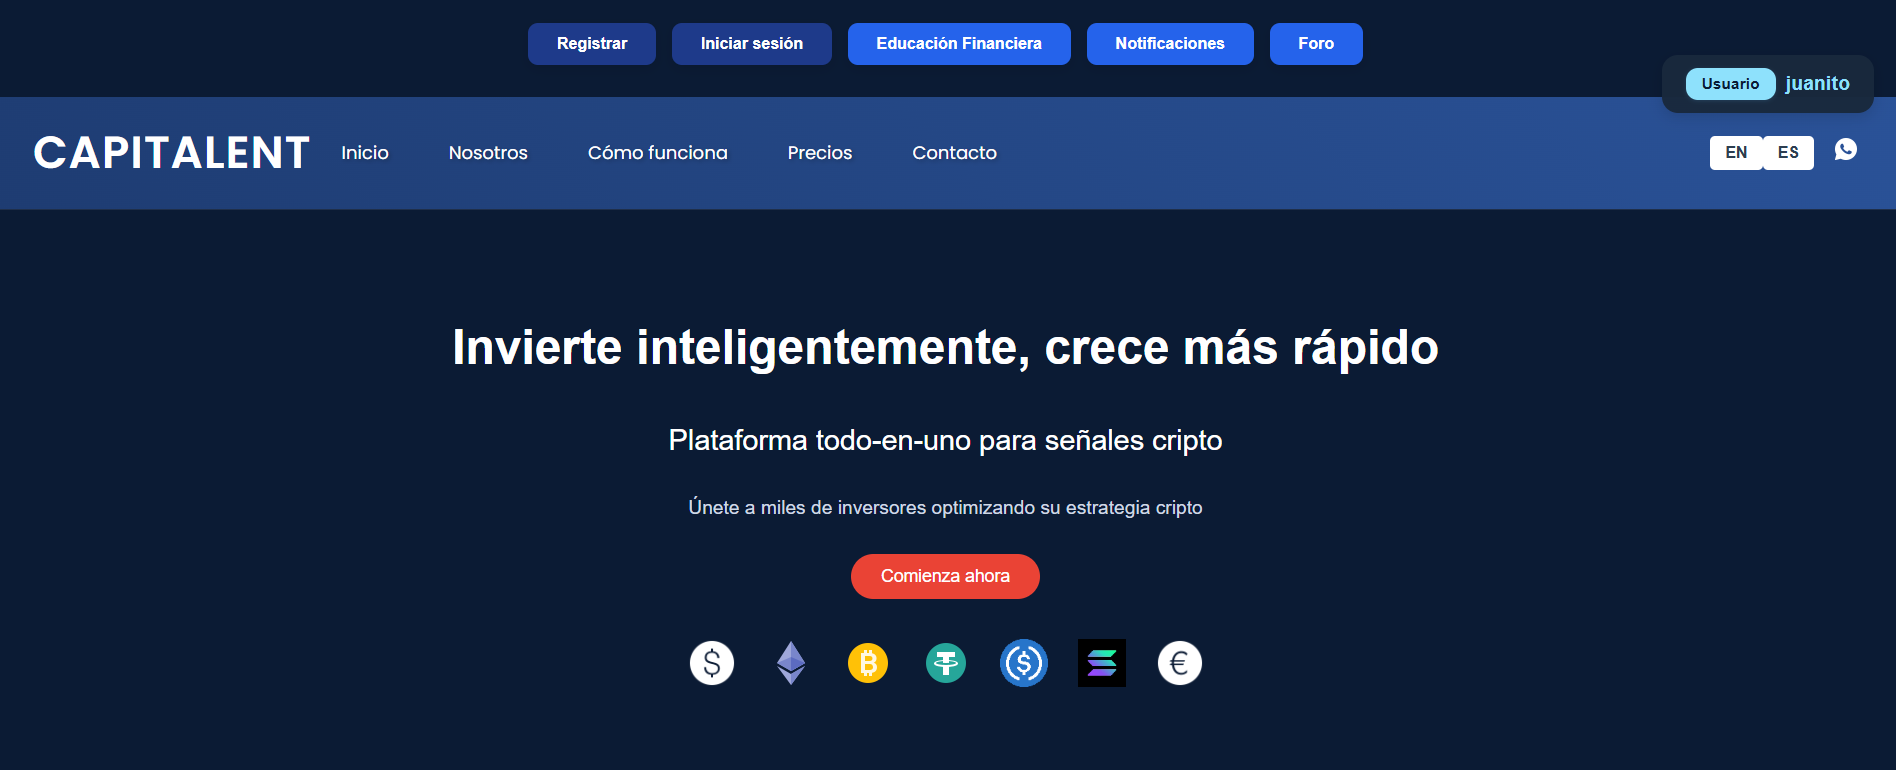 Registrar
Iniciar sesión
Educación Financiera
Notificaciones
Foro
Usuario juanito
CAPITALENT
Inicio
Nosotros
Cómo funciona
Precios
Contacto
EN
ES
Invierte inteligentemente, crece más rápido
Plataforma todo-en-uno para señales cripto
Únete a miles de inversores optimizando su estrategia cripto
Comienza ahora